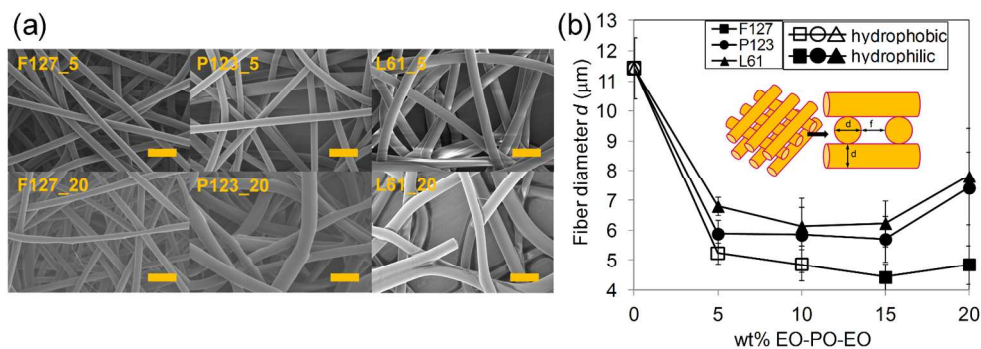 (a)
F127_5
P123_5
L61_5
F127_20
P123_20
L61_20
(b)
F127
P123
L61
hydrophobic
hydrophilic
d
f
d
Fiber diameter d (μm)
13
12
11
10
9
8
7
6
5
4
0 5 10 15 20
wt% EO-PO-EO